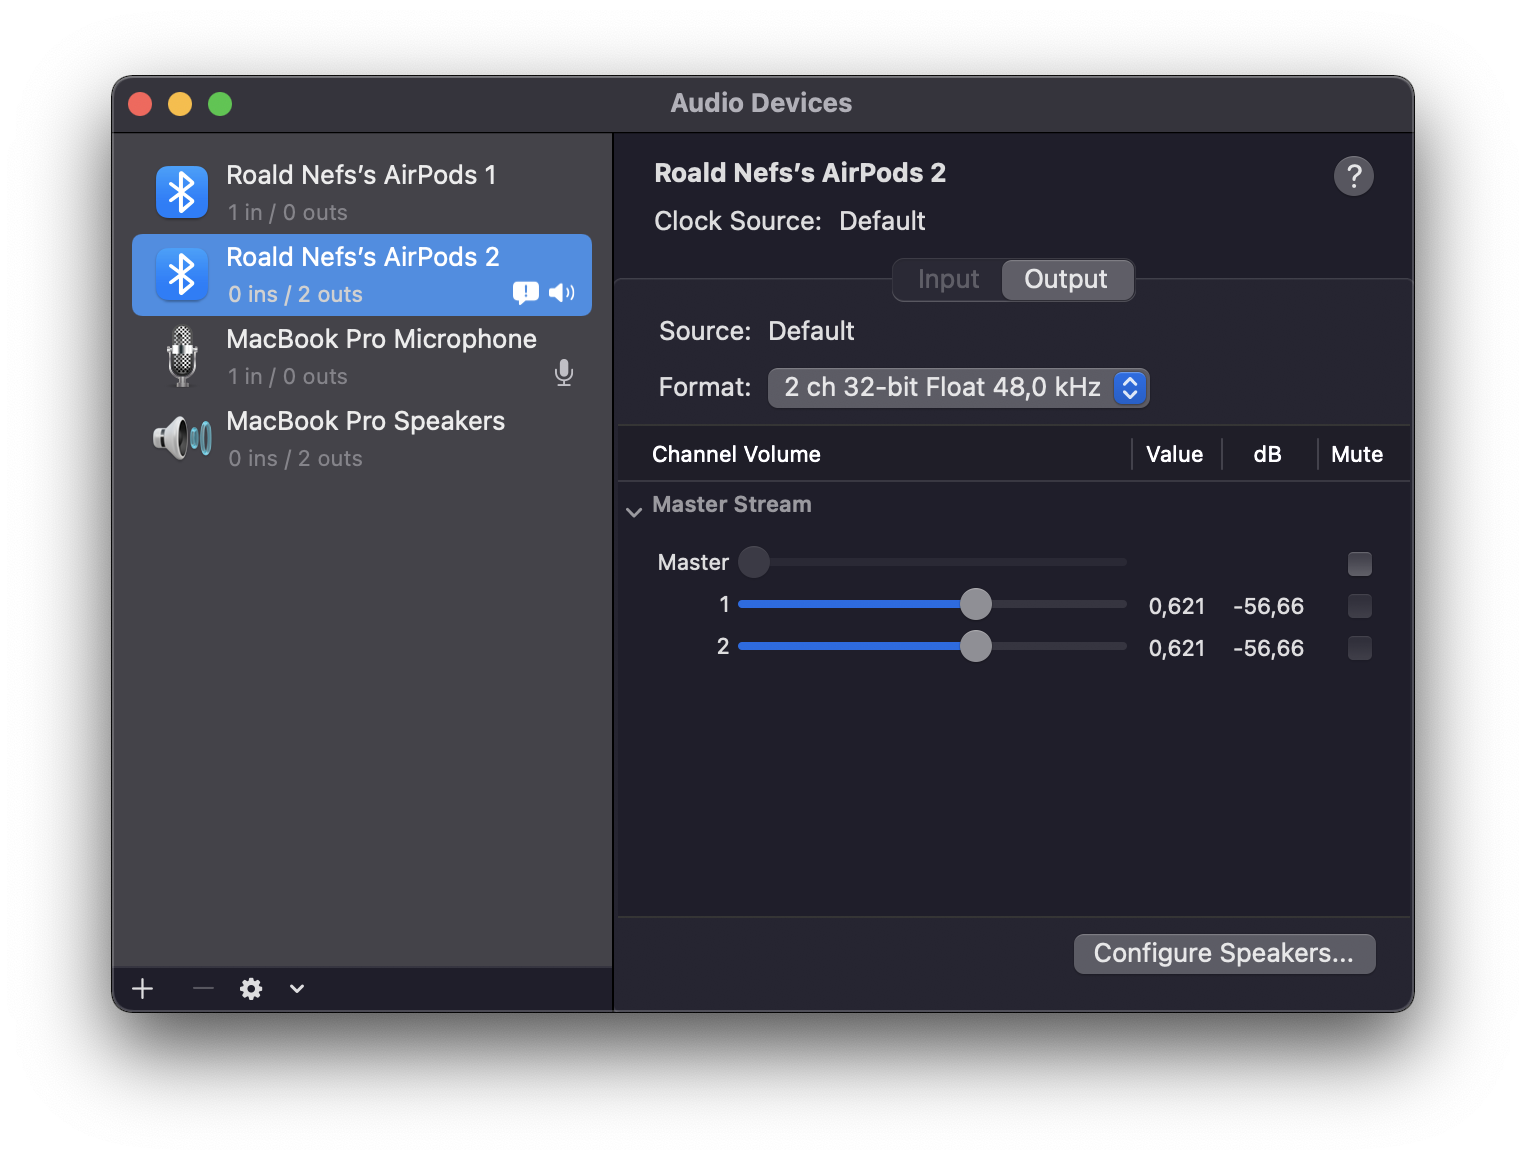 Audio Devices
Roald Nefs’s AirPods 1
1 in / 0 outs
Roald Nefs’s AirPods 2
0 ins / 2 outs
MacBook Pro Microphone
1 in / 0 outs
MacBook Pro Speakers
0 ins / 2 outs
Roald Nefs’s AirPods 2
?
Clock Source: Default
Input Output
Source: Default
Format: 2 ch 32-bit Float 48,0 kHz
Channel Volume Value dB Mute
Master Stream
Master
1 0,621 -56,66
2 0,621 -56,66
Configure Speakers...